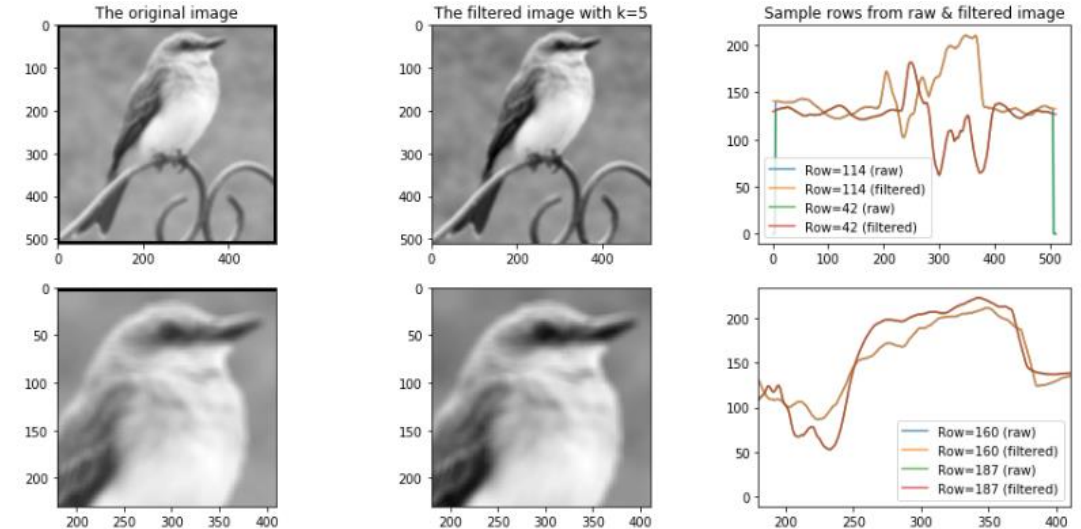 The original image
The filtered image with k=5
Sample rows from raw & filtered image
0
100
200
300
400
500
0 200 400
0
100
200
300
400
500
0 200 400
200
150
100
50
0
0 100 200 300 400 500
Row=114 (raw)
Row=114 (filtered)
Row=42 (raw)
Row=42 (filtered)
0
50
100
150
200
200 250 300 350 400
0
50
100
150
200
200 250 300 350 400
200
150
100
50
0
200 250 300 350 400
Row=160 (raw)
Row=160 (filtered)
Row=187 (raw)
Row=187 (filtered)